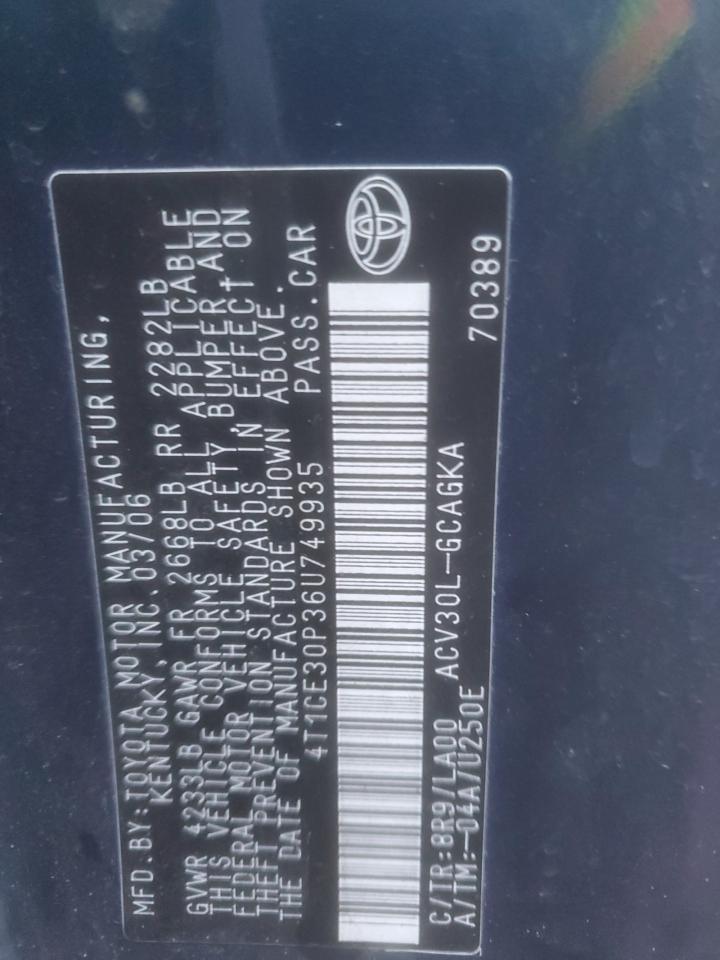 MFD.BY:TOYOTA MOTOR MANUFACTURING,
KENTUCKY,INC.03/06
GVWR 4233LB GAWR FR 2668LB RR 2282LB
THIS VEHICLE CONFORMS TO ALL APPLICABLE
FEDERAL MOTOR VEHICLE SAFETY, BUMPER AND
THEFT PREVENTION STANDARDS IN EFFECT ON
THE DATE OF MANUFACTURE SHOWN ABOVE.
4T1CE30P36U749935 PASS.CAR
C/TR:8R9/LA00 ACV30L-GCAGKA
A/TM:-04A/U250E 70389